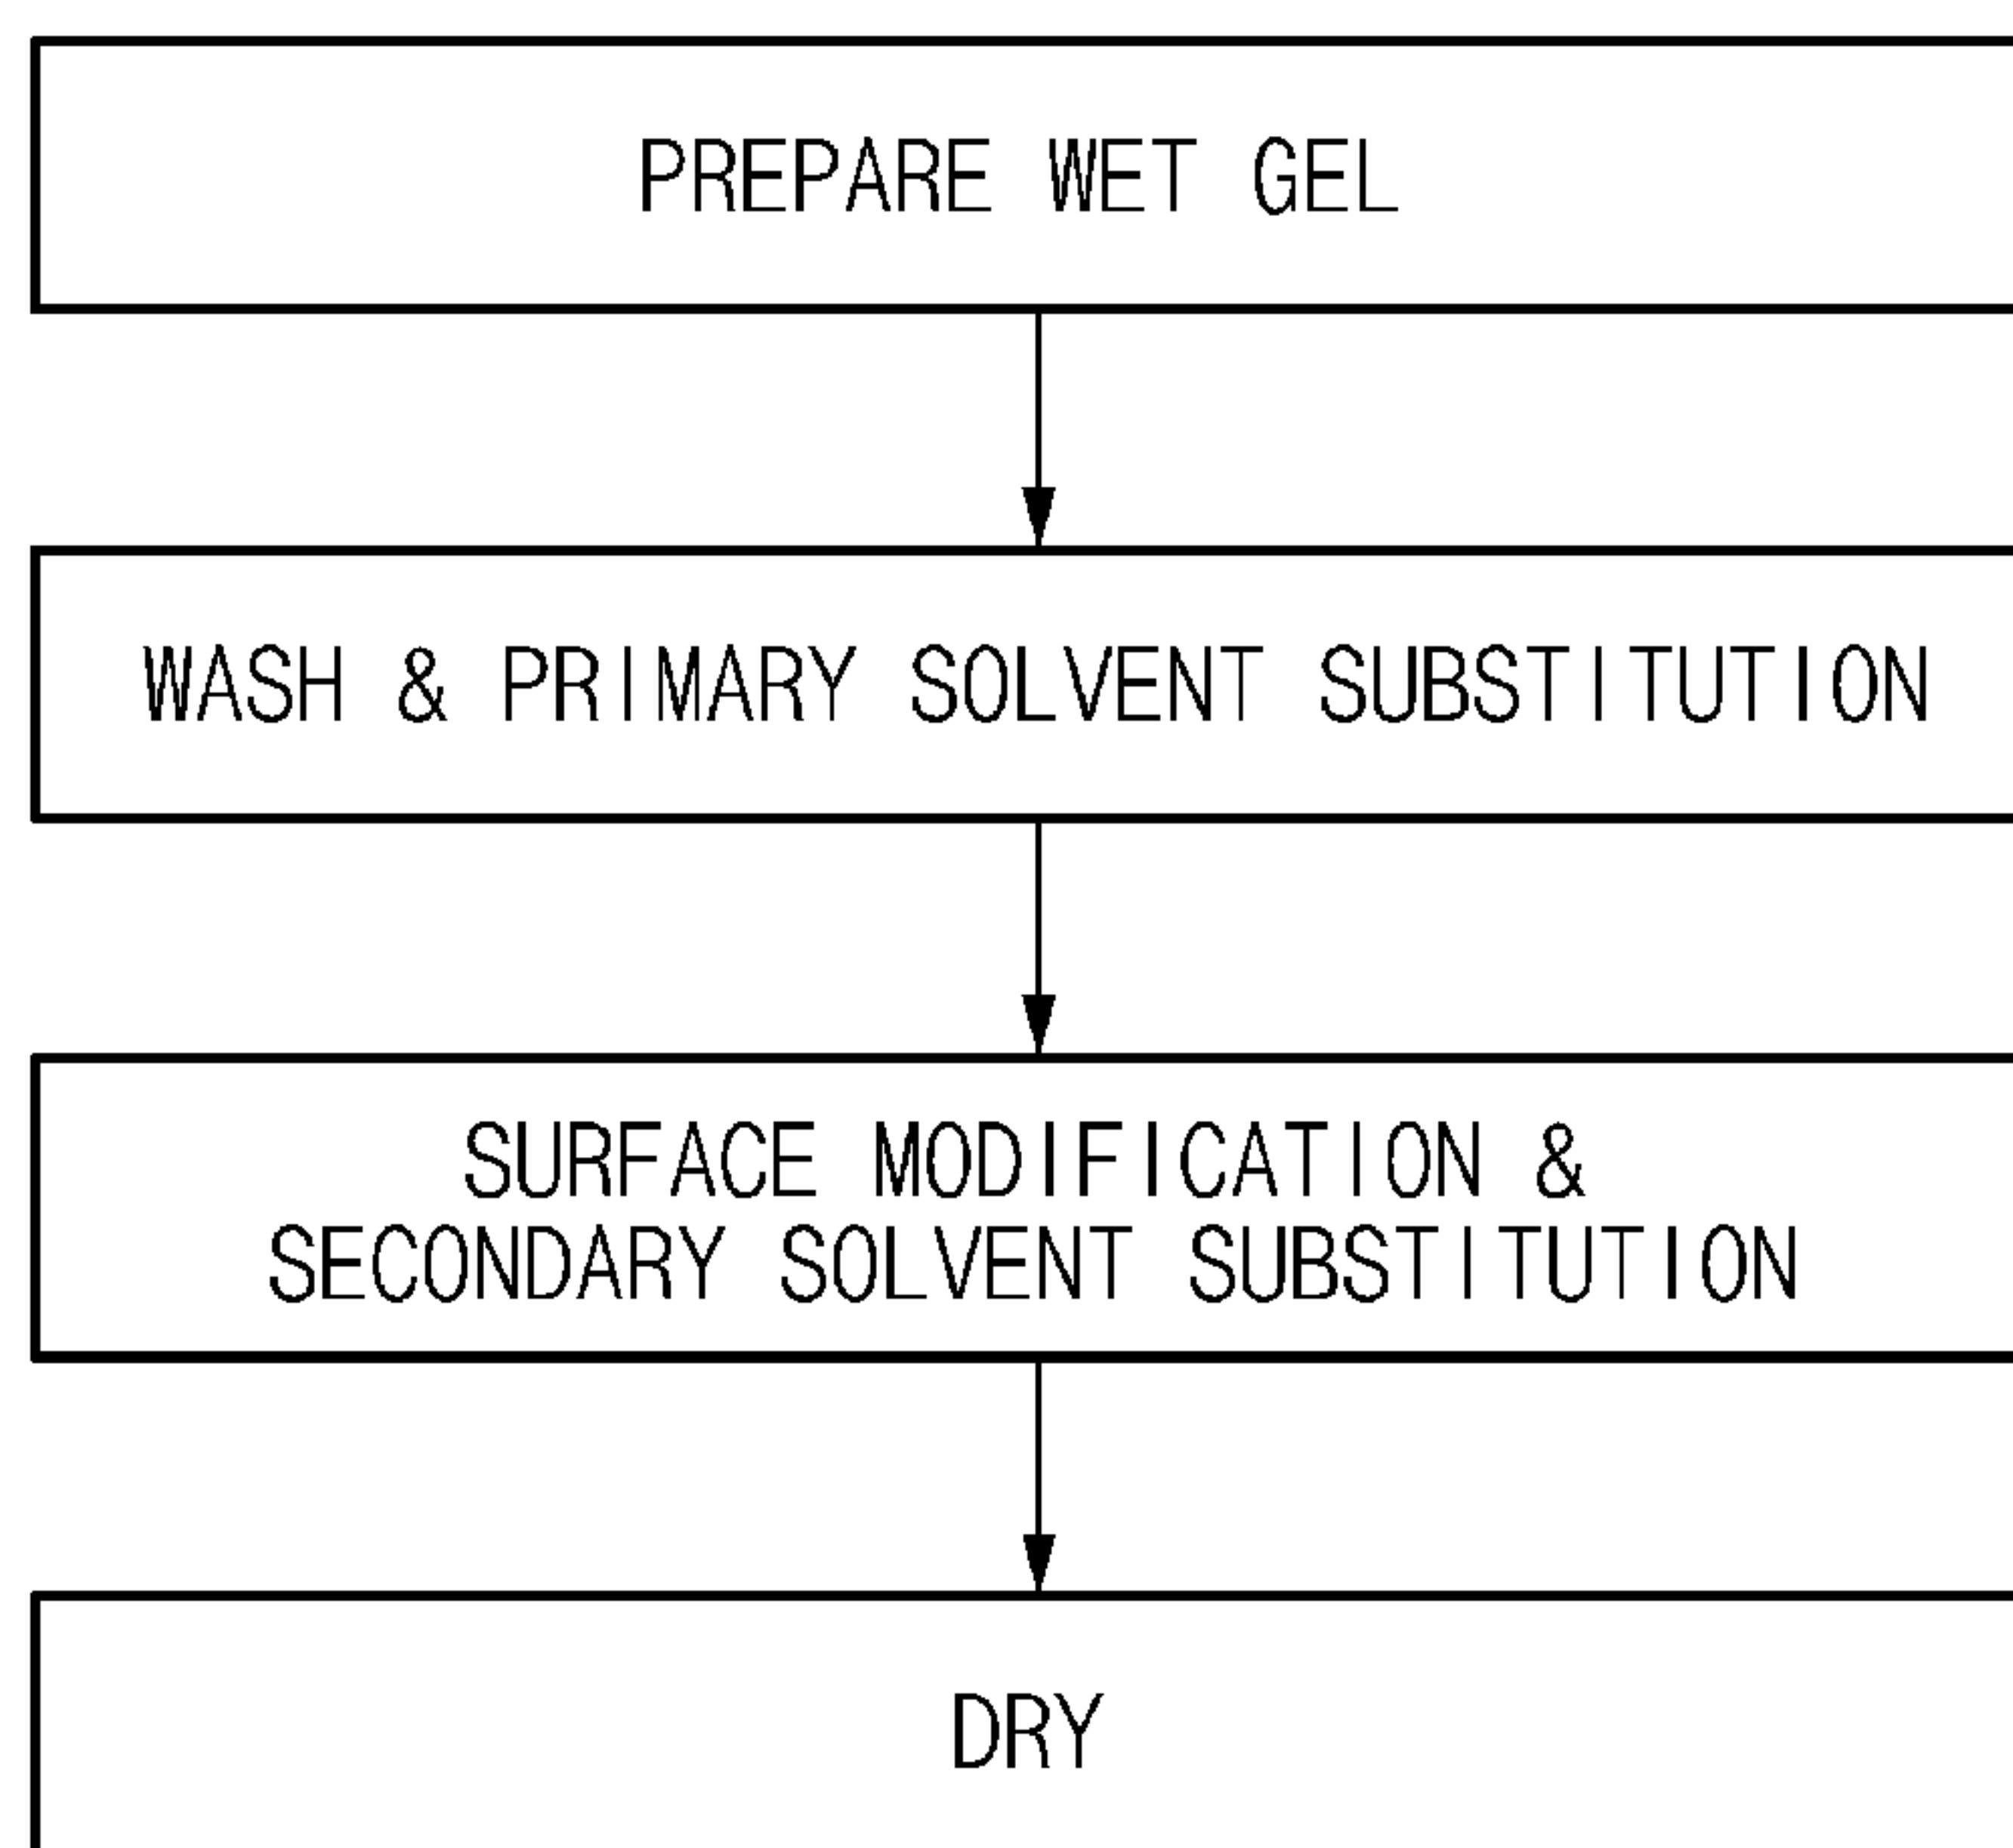 PREPARE WET GEL
WASH & PRIMARY SOLVENT SUBSTITUTION
SURFACE MODIFICATION &
SECONDARY SOLVENT SUBSTITUTION
DRY